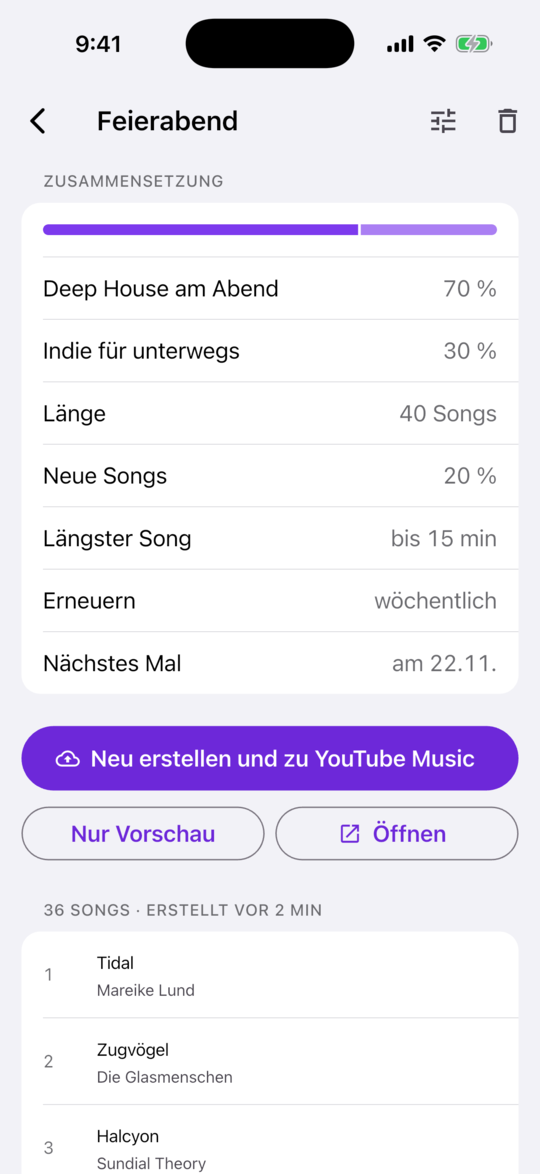 9:41
Feierabend
ZUSAMMENSETZUNG
Deep House am Abend 70 %
Indie für unterwegs 30 %
Länge 40 Songs
Neue Songs 20 %
Längster Song bis 15 min
Erneuern wöchentlich
Nächstes Mal am 22.11.
Neu erstellen und zu YouTube Music
Nur Vorschau Öffnen
36 SONGS · ERSTELLT VOR 2 MIN
1 Tidal
Mareike Lund
2 Zugvögel
Die Glasmenschen
3 Halcyon
Sundial Theory